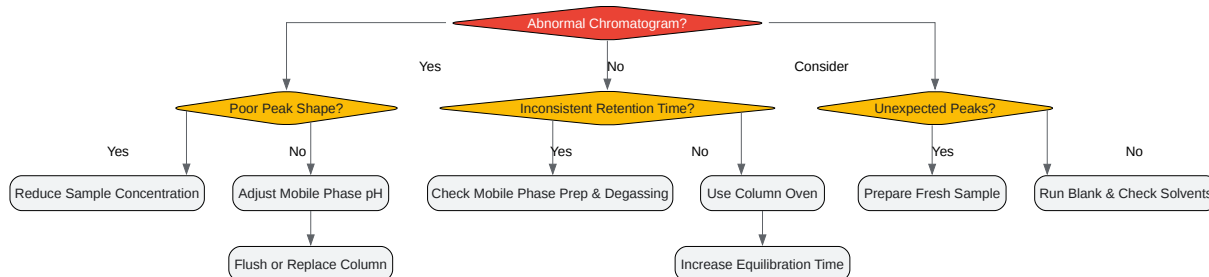 Abnormal Chromatogram?
Yes
No
Consider
Poor Peak Shape?
Inconsistent Retention Time?
Unexpected Peaks?
Yes
No
Yes
No
Yes
No
Reduce Sample Concentration
Adjust Mobile Phase pH
Check Mobile Phase Prep & Degassing
Use Column Oven
Prepare Fresh Sample
Run Blank & Check Solvents
Flush or Replace Column
Increase Equilibration Time